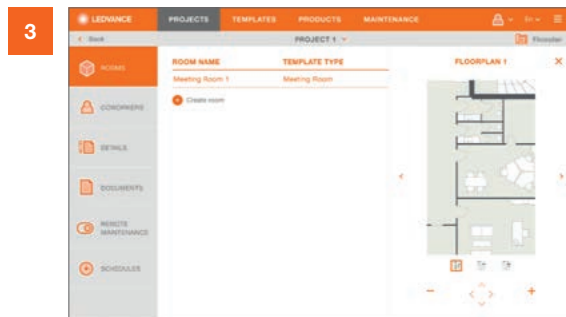 3
LEDVANCE PROJECTS TEMPLATES PRODUCTS MAINTENANCE En
Back PROJECT 1 Floorplan
ROOMS
COWORKERS
DETAILS
DOCUMENTS
REMOTE
MAINTENANCE
SCHEDULES
ROOM NAME TEMPLATE TYPE
Meeting Room 1 Meeting Room
Create room
FLOORPLAN 1